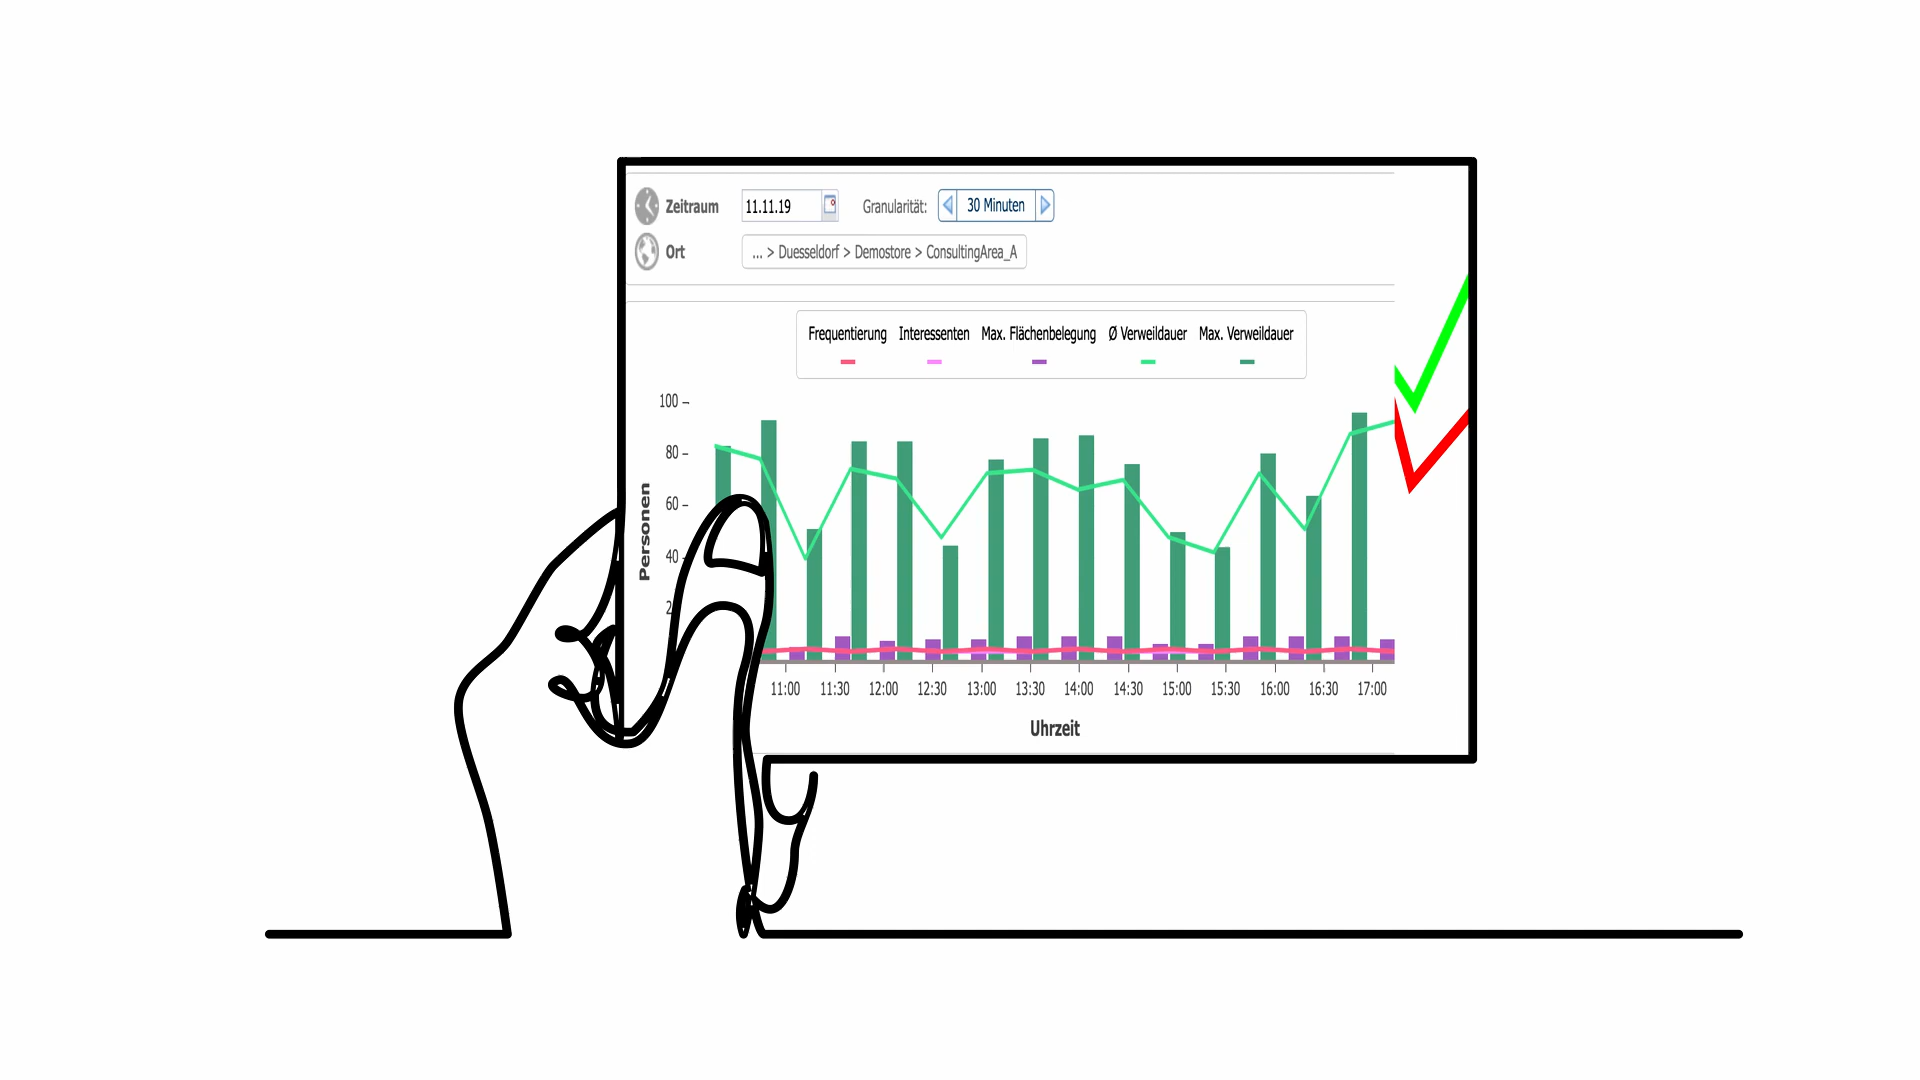 Zeitraum 11.11.19 Granularität: 30 Minuten
Ort ... > Duesseldorf > Demostore > ConsultingArea_A
Frequentierung Interessenten Max. Flächenbelegung Ø Verweildauer Max. Verweildauer
100
80
60
40
2
Personen
11:00 11:30 12:00 12:30 13:00 13:30 14:00 14:30 15:00 15:30 16:00 16:30 17:00
Uhrzeit